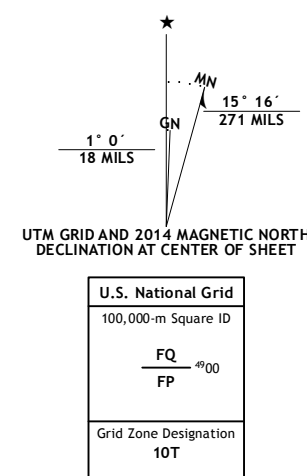 ★
MN
GN
15° 16´
271 MILS
1° 0´
18 MILS
UTM GRID AND 2014 MAGNETIC NORTH
DECLINATION AT CENTER OF SHEET
U.S. National Grid
100,000-m Square ID
FQ
4900
FP
Grid Zone Designation
10T